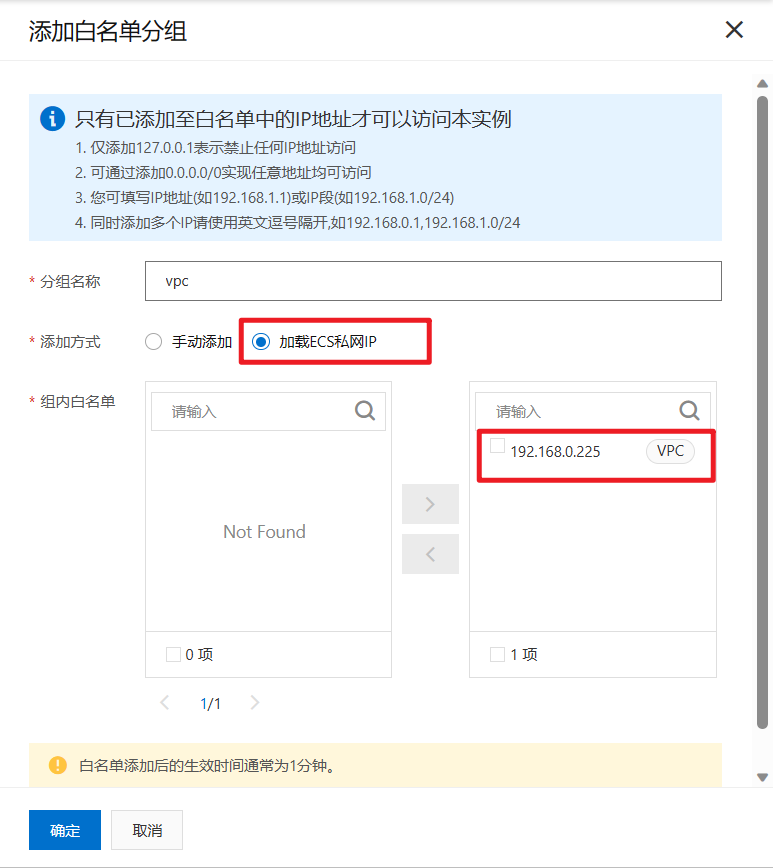 添加白名单分组
只有已添加至白名单中的IP地址才可以访问本实例
1. 仅添加127.0.0.1表示禁止任何IP地址访问
2. 可通过添加0.0.0.0/0实现任意地址均可访问
3. 您可填写IP地址(如192.168.1.1)或IP段(如192.168.1.0/24)
4. 同时添加多个IP请使用英文逗号隔开,如192.168.0.1,192.168.1.0/24
* 分组名称 vpc
* 添加方式 手动添加 加载ECS私网IP
* 组内白名单 请输入 请输入
192.168.0.225 VPC
Not Found
0 项 1 项
1/1
白名单添加后的生效时间通常为1分钟。
确定 取消